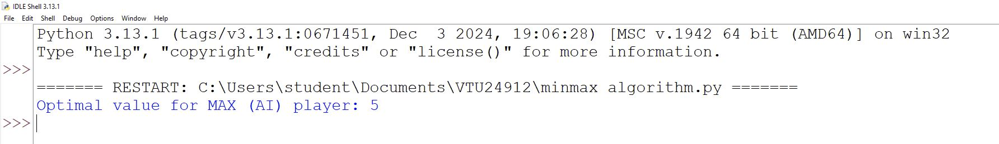 IDLE Shell 3.13.1
File Edit Shell Debug Options Window Help
Python 3.13.1 (tags/v3.13.1:0671451, Dec  3 2024, 19:06:28) [MSC v.1942 64 bit (AMD64)] on win32
Type "help", "copyright", "credits" or "license()" for more information.
>>>
======= RESTART: C:\Users\student\Documents\VTU24912\minmax algorithm.py =======
Optimal value for MAX (AI) player: 5
>>>